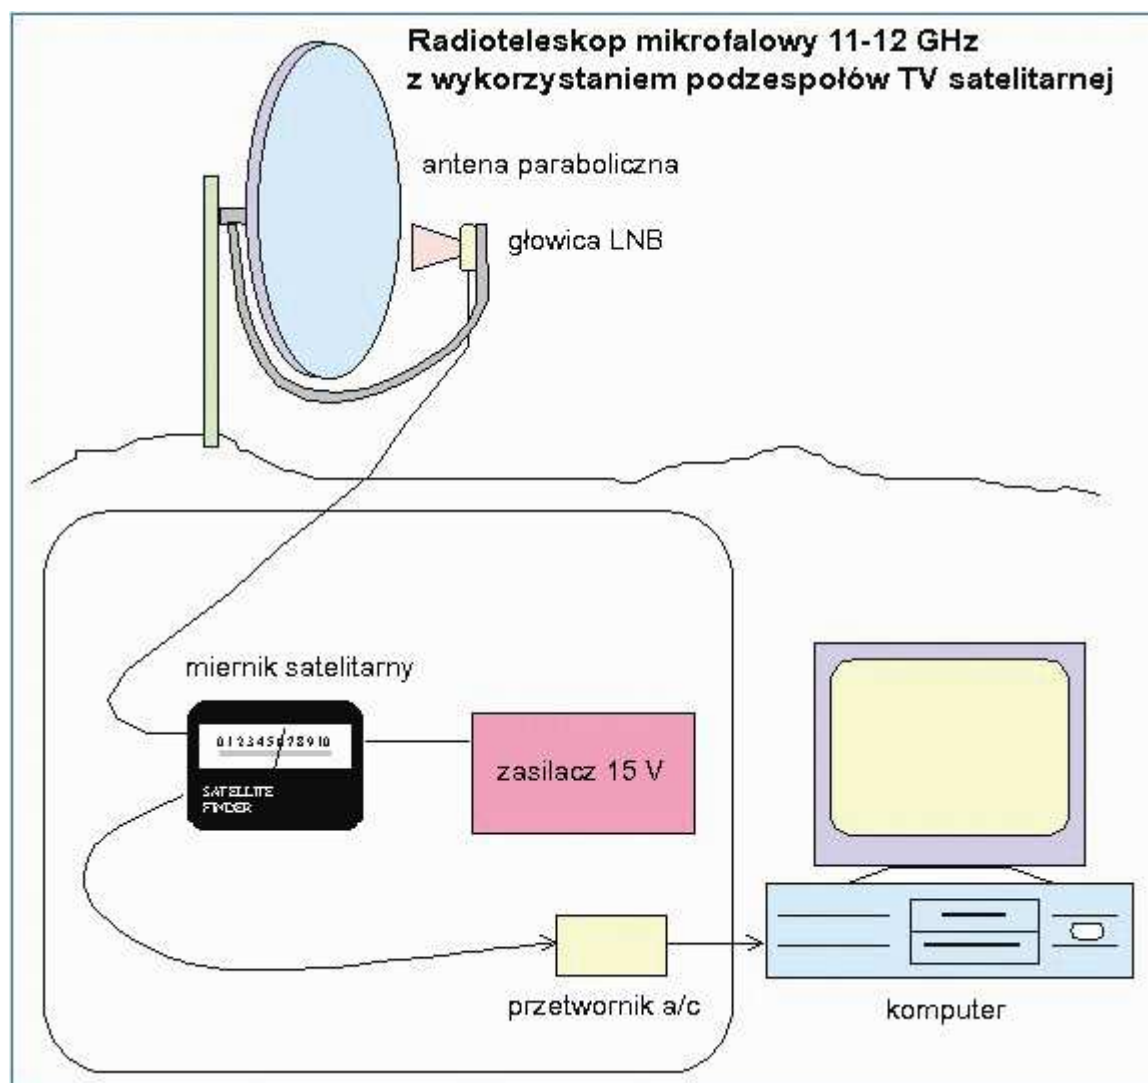 Radioteleskop mikrofalowy 11-12 GHz
z wykorzystaniem podzespołów TV satelitarnej
antena paraboliczna
głowica LNB
miernik satelitarny
0 1 2 3 4 5 6 7 8 9 10
SATELLITE
FINDER
zasilacz 15 V
przetwornik a/c
komputer